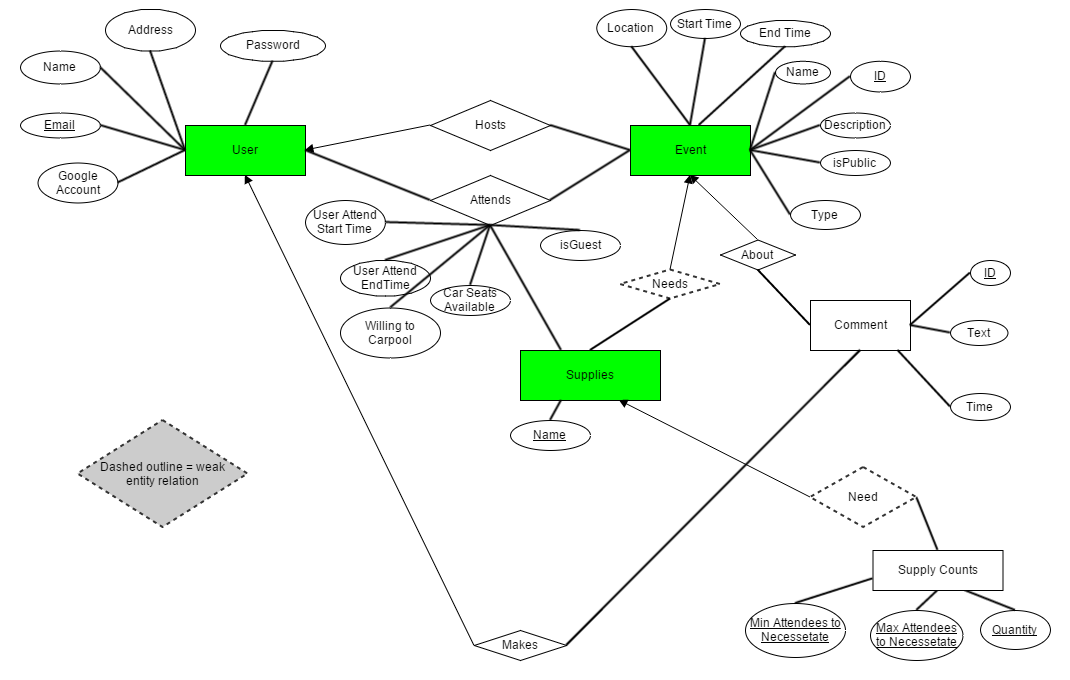 Address
Password
Name
Email
Google
Account
User
Hosts
Attends
Location
Start Time
End Time
Name
ID
Description
isPublic
Type
Event
User Attend
Start Time
User Attend
EndTime
Willing to
Carpool
Car Seats
Available
isGuest
Needs
About
Comment
ID
Text
Time
Supplies
Name
Dashed outline = weak
entity relation
Need
Supply Counts
Min Attendees to
Necessetate
Max Attendees
to Necessetate
Quantity
Makes